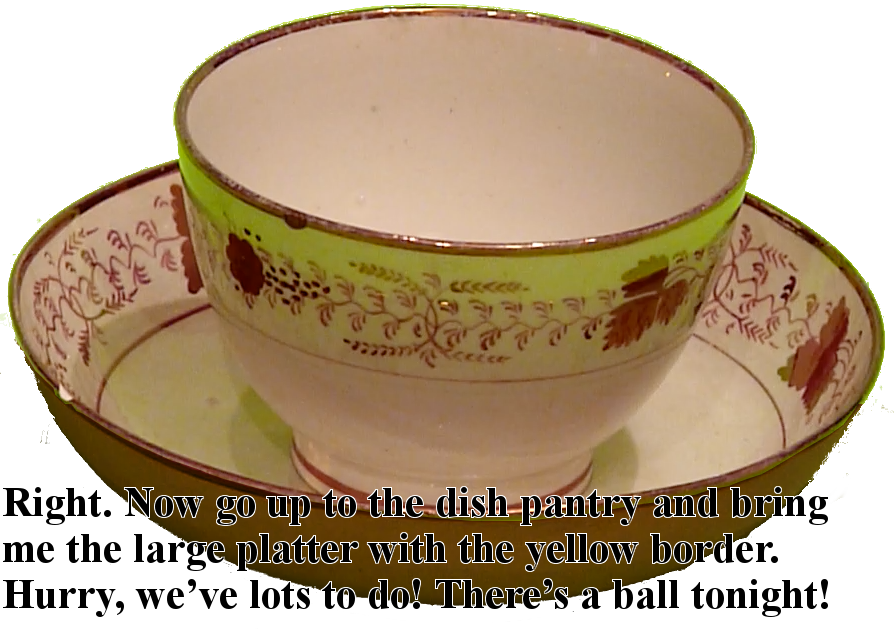 Right. Now go up to the dish pantry and bring
me the large platter with the yellow border.
Hurry, we’ve lots to do! There’s a ball tonight!